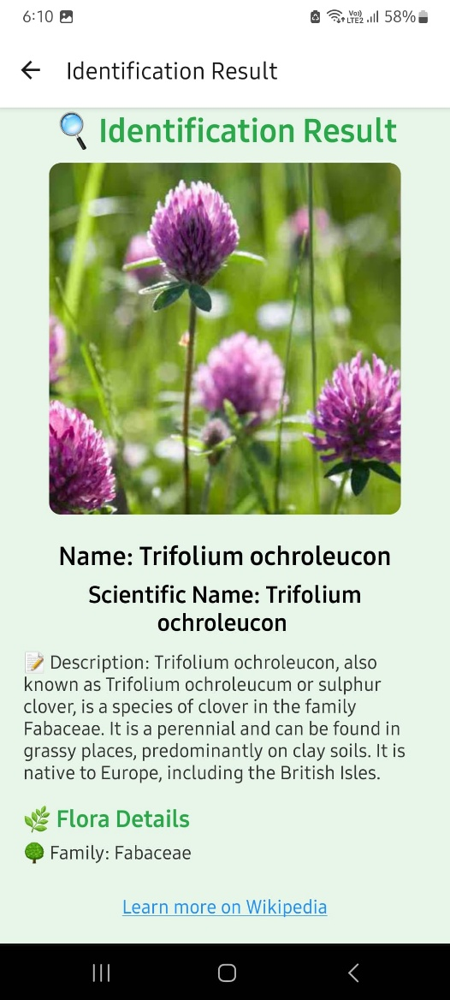 6:10
Vo))
LTE2
58%
Identification Result
Identification Result
Name: Trifolium ochroleucon
Scientific Name: Trifolium
ochroleucon
Description: Trifolium ochroleucon, also
known as Trifolium ochroleucum or sulphur
clover, is a species of clover in the family
Fabaceae. It is a perennial and can be found in
grassy places, predominantly on clay soils. It is
native to Europe, including the British Isles.
Flora Details
Family: Fabaceae
Learn more on Wikipedia